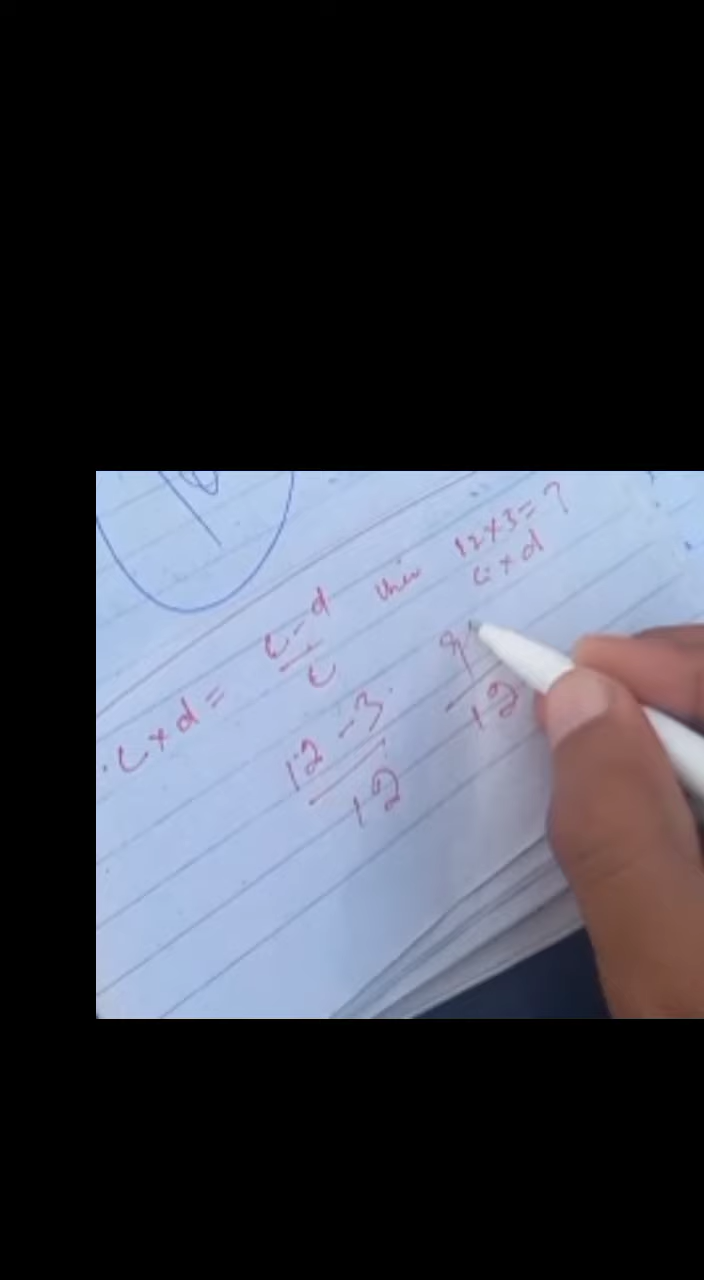 . c × d = c - d / c then 12 × 3 = ?
c × d
12 - 3 / 12 9 / 12